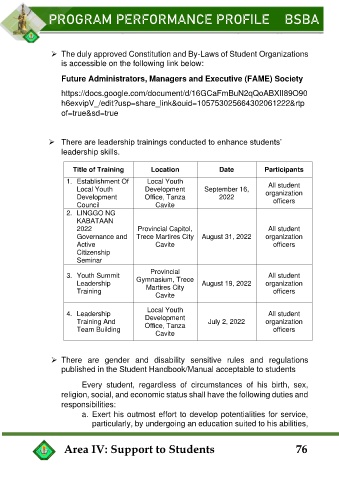 PROGRAM PERFORMANCE PROFILE BSBA
➢ The duly approved Constitution and By-Laws of Student Organizations
is accessible on the following link below:
Future Administrators, Managers and Executive (FAME) Society
https://docs.google.com/document/d/16GCaFmBuN2qQoABXII89O90
h6exvipV_/edit?usp=share_link&ouid=105753025664302061222&rtp
of=true&sd=true
➢ There are leadership trainings conducted to enhance students'
leadership skills.
Title of Training Location Date Participants
1. Establishment Of
Local Youth
Development
Council
Local Youth
Development
Office, Tanza
Cavite
September 16,
2022
All student
organization
officers
2. LINGGO NG
KABATAAN
2022
Governance and
Active
Citizenship
Seminar
Provincial Capitol,
Trece Martires City
Cavite
August 31, 2022
All student
organization
officers
3. Youth Summit
Leadership
Training
Provincial
Gymnasium, Trece
Martires City
Cavite
August 19, 2022
All student
organization
officers
4. Leadership
Training And
Team Building
Local Youth
Development
Office, Tanza
Cavite
July 2, 2022
All student
organization
officers
➢ There are gender and disability sensitive rules and regulations
published in the Student Handbook/Manual acceptable to students
Every student, regardless of circumstances of his birth, sex,
religion, social, and economic status shall have the following duties and
responsibilities:
a. Exert his outmost effort to develop potentialities for service,
particularly, by undergoing an education suited to his abilities,
Area IV: Support to Students 76